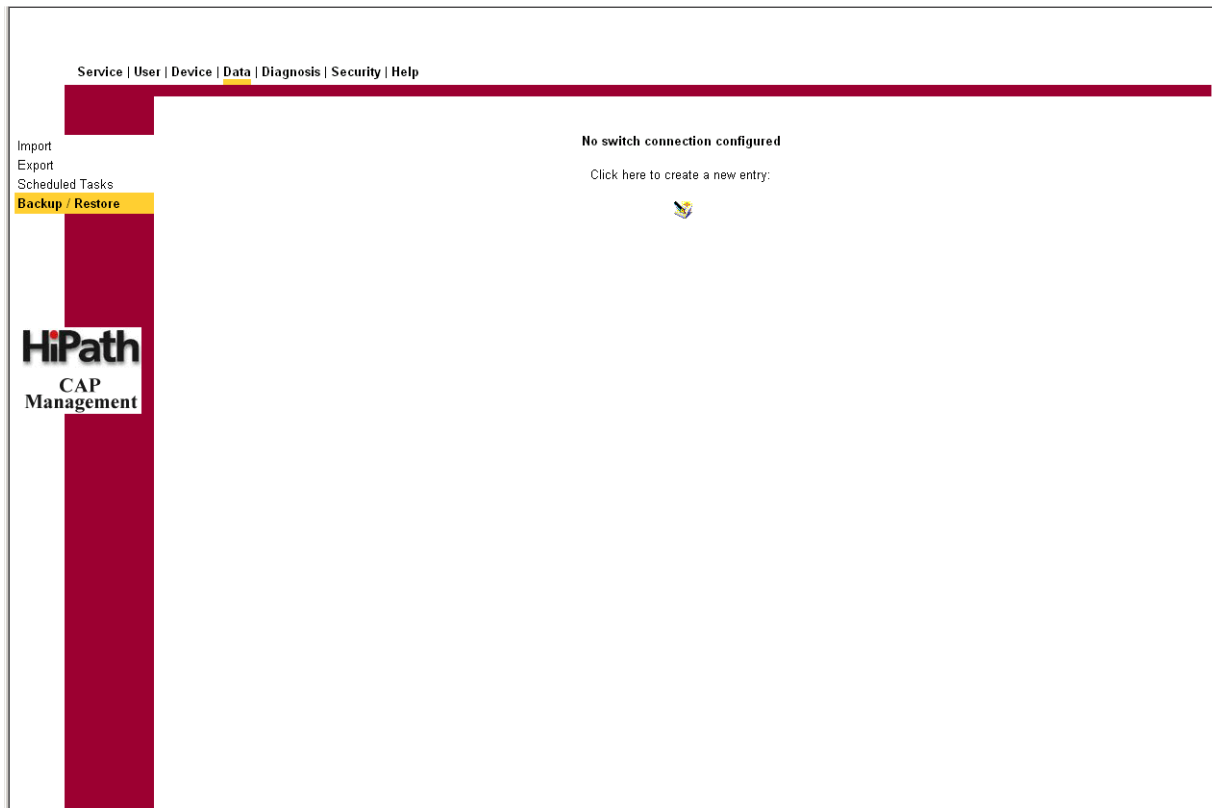 Service | User | Device | Data | Diagnosis | Security | Help
Import
Export
Scheduled Tasks
Backup / Restore
No switch connection configured
Click here to create a new entry:
HiPath
CAP
Management